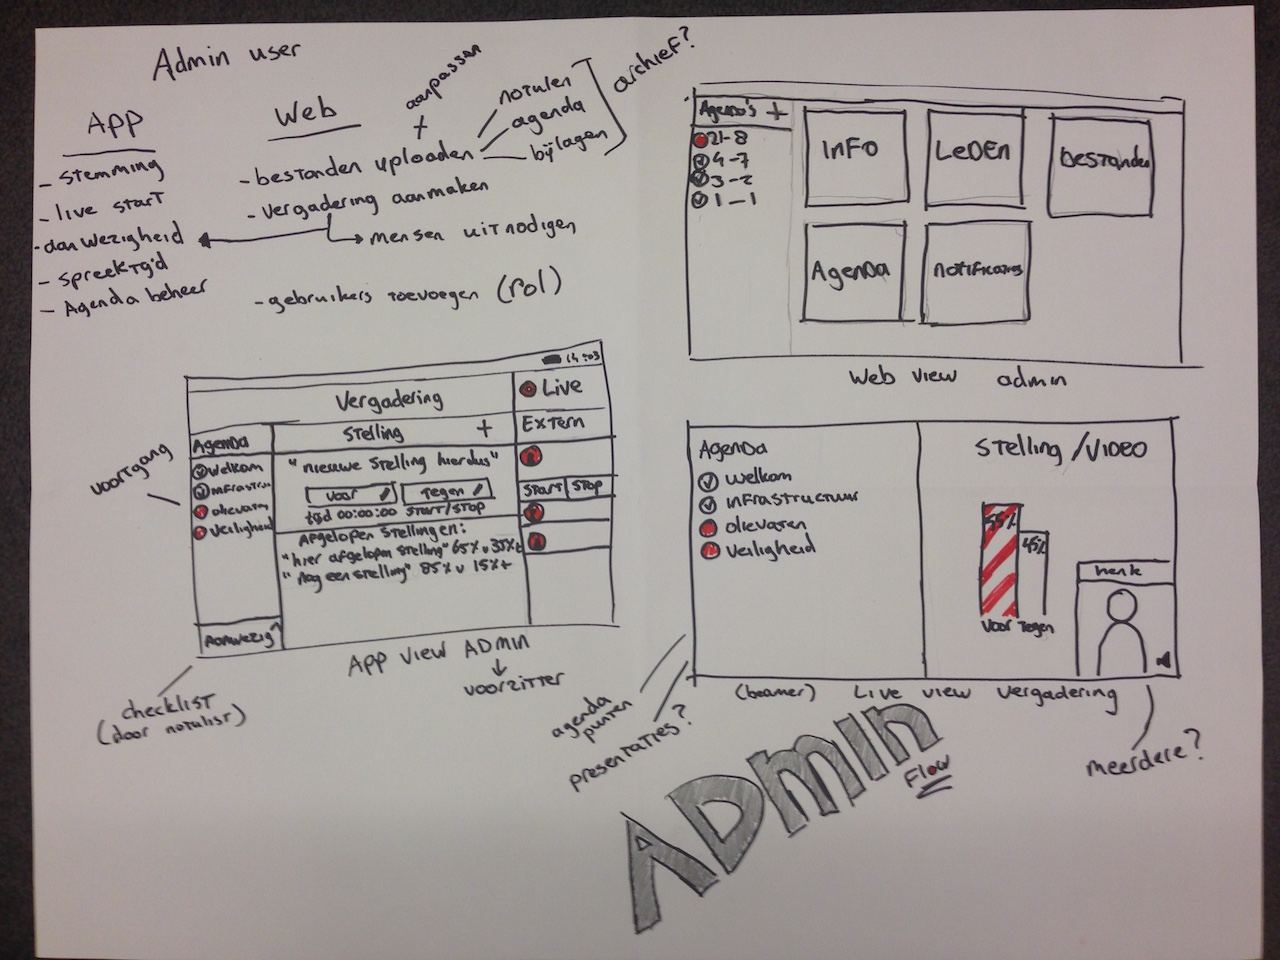 Admin user
App
- stemming
- live start
- aanwezigheid
- spreektijd
- Agenda beheer
Web
aanpassen
+
- bestanden uploaden
notulen
agenda
bijlagen
archief?
- vergadering aanmaken
mensen uitnodigen
- gebruikers toevoegen (rol)
Agenda's +
21-8
4-7
3-2
1-1
Info
Leden
bestanden
Agenda
notificaties
Web view admin
14:03
Vergadering
Live
Agenda
Welkom
infrastru
olievaten
veiligheid
Aanwezig ^
Stelling +
"nieuwe stelling hier dus"
voor
tegen
tijd 00:00:00 start/stop
Afgelopen stellingen:
"hier afgelopen stelling" 65% v 35% t
"nog een stelling" 85% v 15% t
Extern
Start
Stop
voortgang
checklist
(door notulist)
App view admin
voorzitter
Agenda
welkom
infrastructuur
olievaten
veiligheid
Stelling/video
55%
45%
voor
tegen
henk
(beamer) Live view vergadering
agenda
punten
presentaties?
meerdere?
Admin
Flow